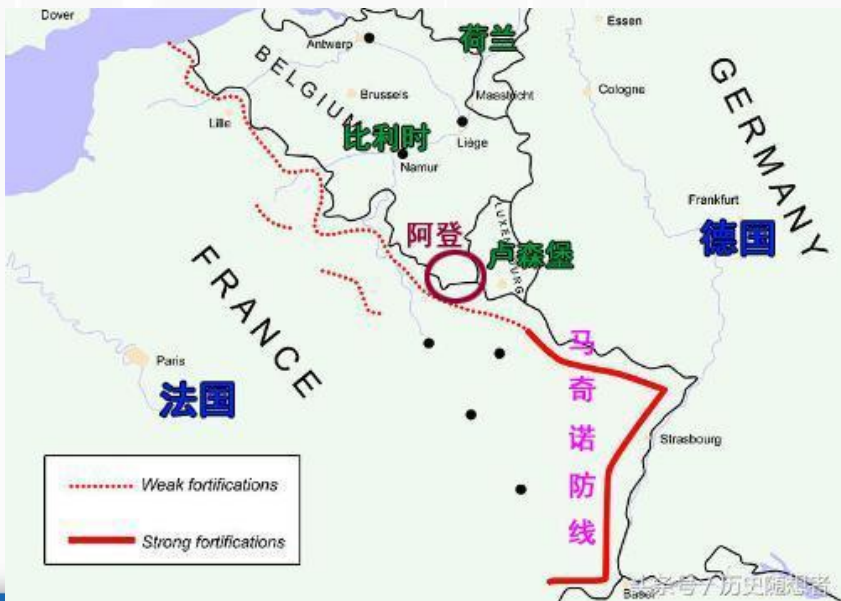 Dover
Essen
荷兰
Antwerp
BELGIUM
GERMANY
Brussels
Maastricht
Cologne
Lille
比利时
Liège
Namur
Frankfurt
阿登
LUXEMBOURG
卢森堡
德国
FRANCE
马奇诺防线
Paris
法国
Strasbourg
Weak fortifications
Strong fortifications
Basel
头条号/历史随想者